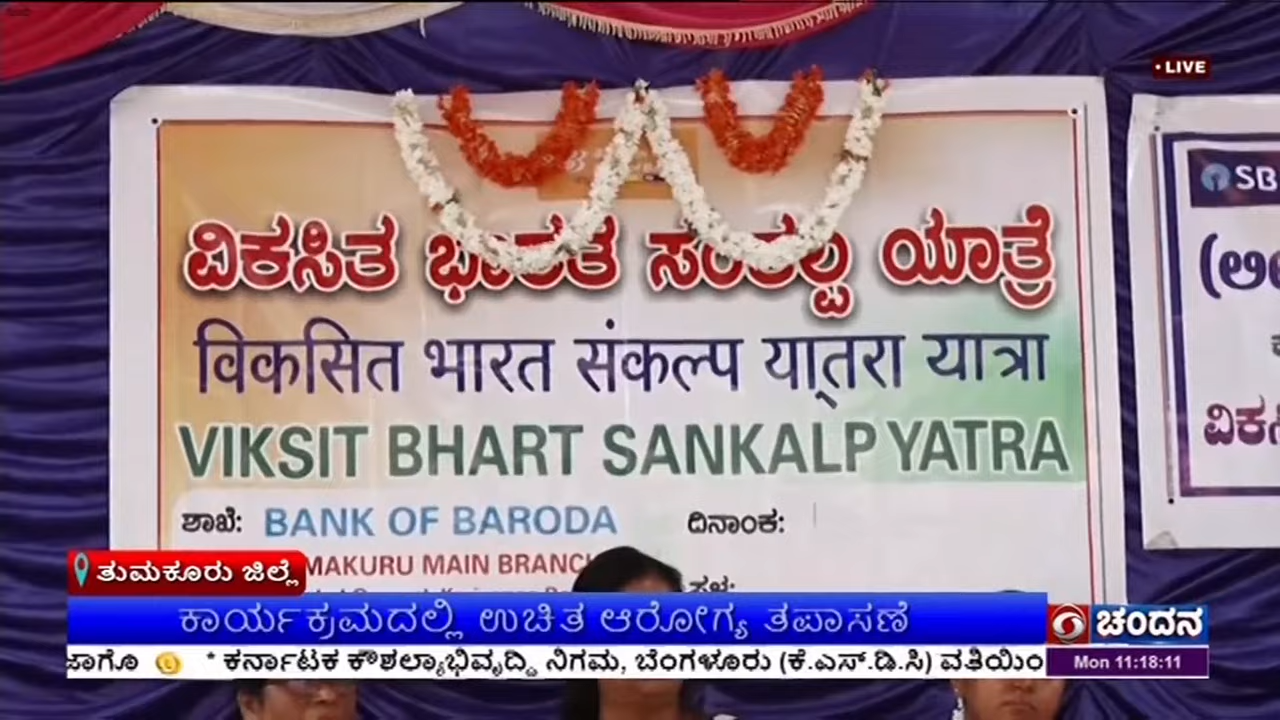 LIVE
ವಿಕಸಿತ ಭಾರತ ಸಂಕಲ್ಪ ಯಾತ್ರೆ
विकसित भारत संकल्प या्तरा यात्रा
VIKSIT BHART SANKALP YATRA
ಶಾಖೆ: BANK OF BARODA ದಿನಾಂಕ:
MAKURU MAIN BRANCH
SB
ತುಮಕೂರು ಜಿಲ್ಲೆ
ಕಾರ್ಯಕ್ರಮದಲ್ಲಿ ಉಚಿತ ಆರೋಗ್ಯ ತಪಾಸಣೆ
ಚಂದನ
ಪಾಗೊ * ಕರ್ನಾಟಕ ಕೌಶಲ್ಯಾಭಿವೃದ್ಧಿ ನಿಗಮ, ಬೆಂಗಳೂರು (ಕೆ.ಎಸ್.ಡಿ.ಸಿ) ವತಿಯಿಂ
Mon 11:18:11